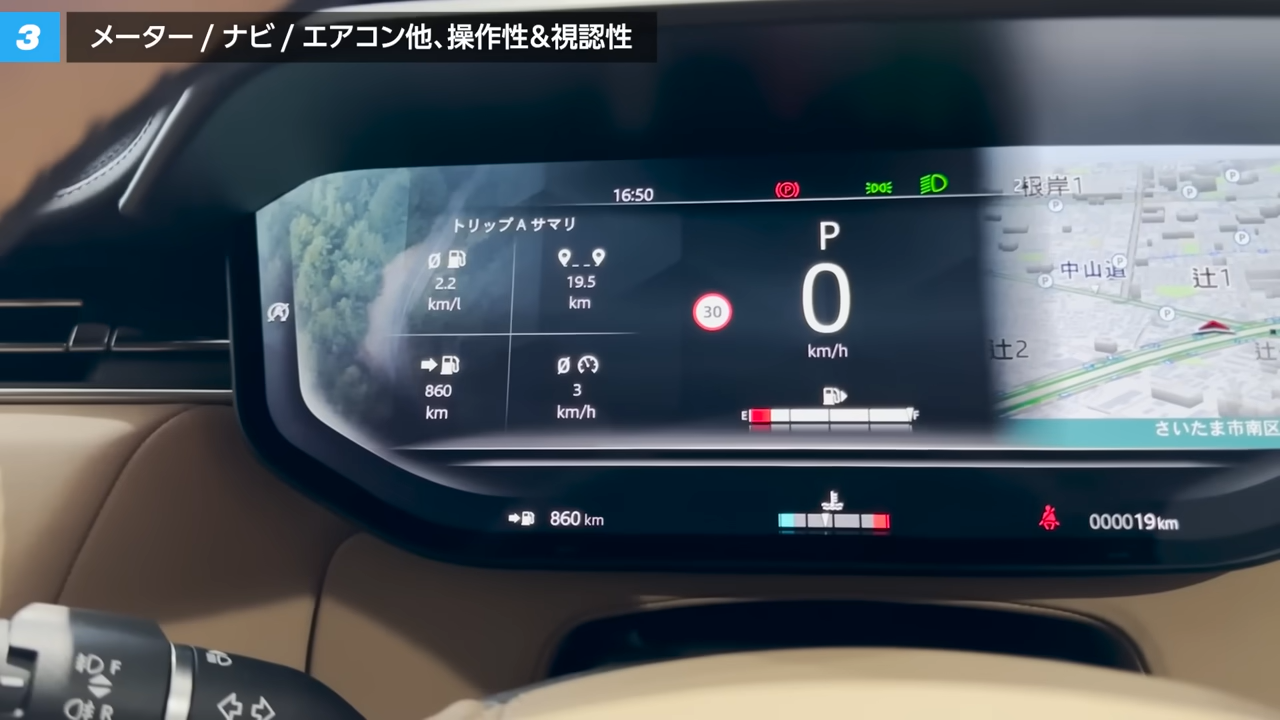 3 メーター / ナビ / エアコン他、操作性&視認性
16:50
トリップ A サマリ
2.2
km/l
19.5
km
860
km
3
km/h
30
P
0
km/h
E F
根岸1
中山道
辻1
辻2
さいたま市南区
860 km
000019km
F
R